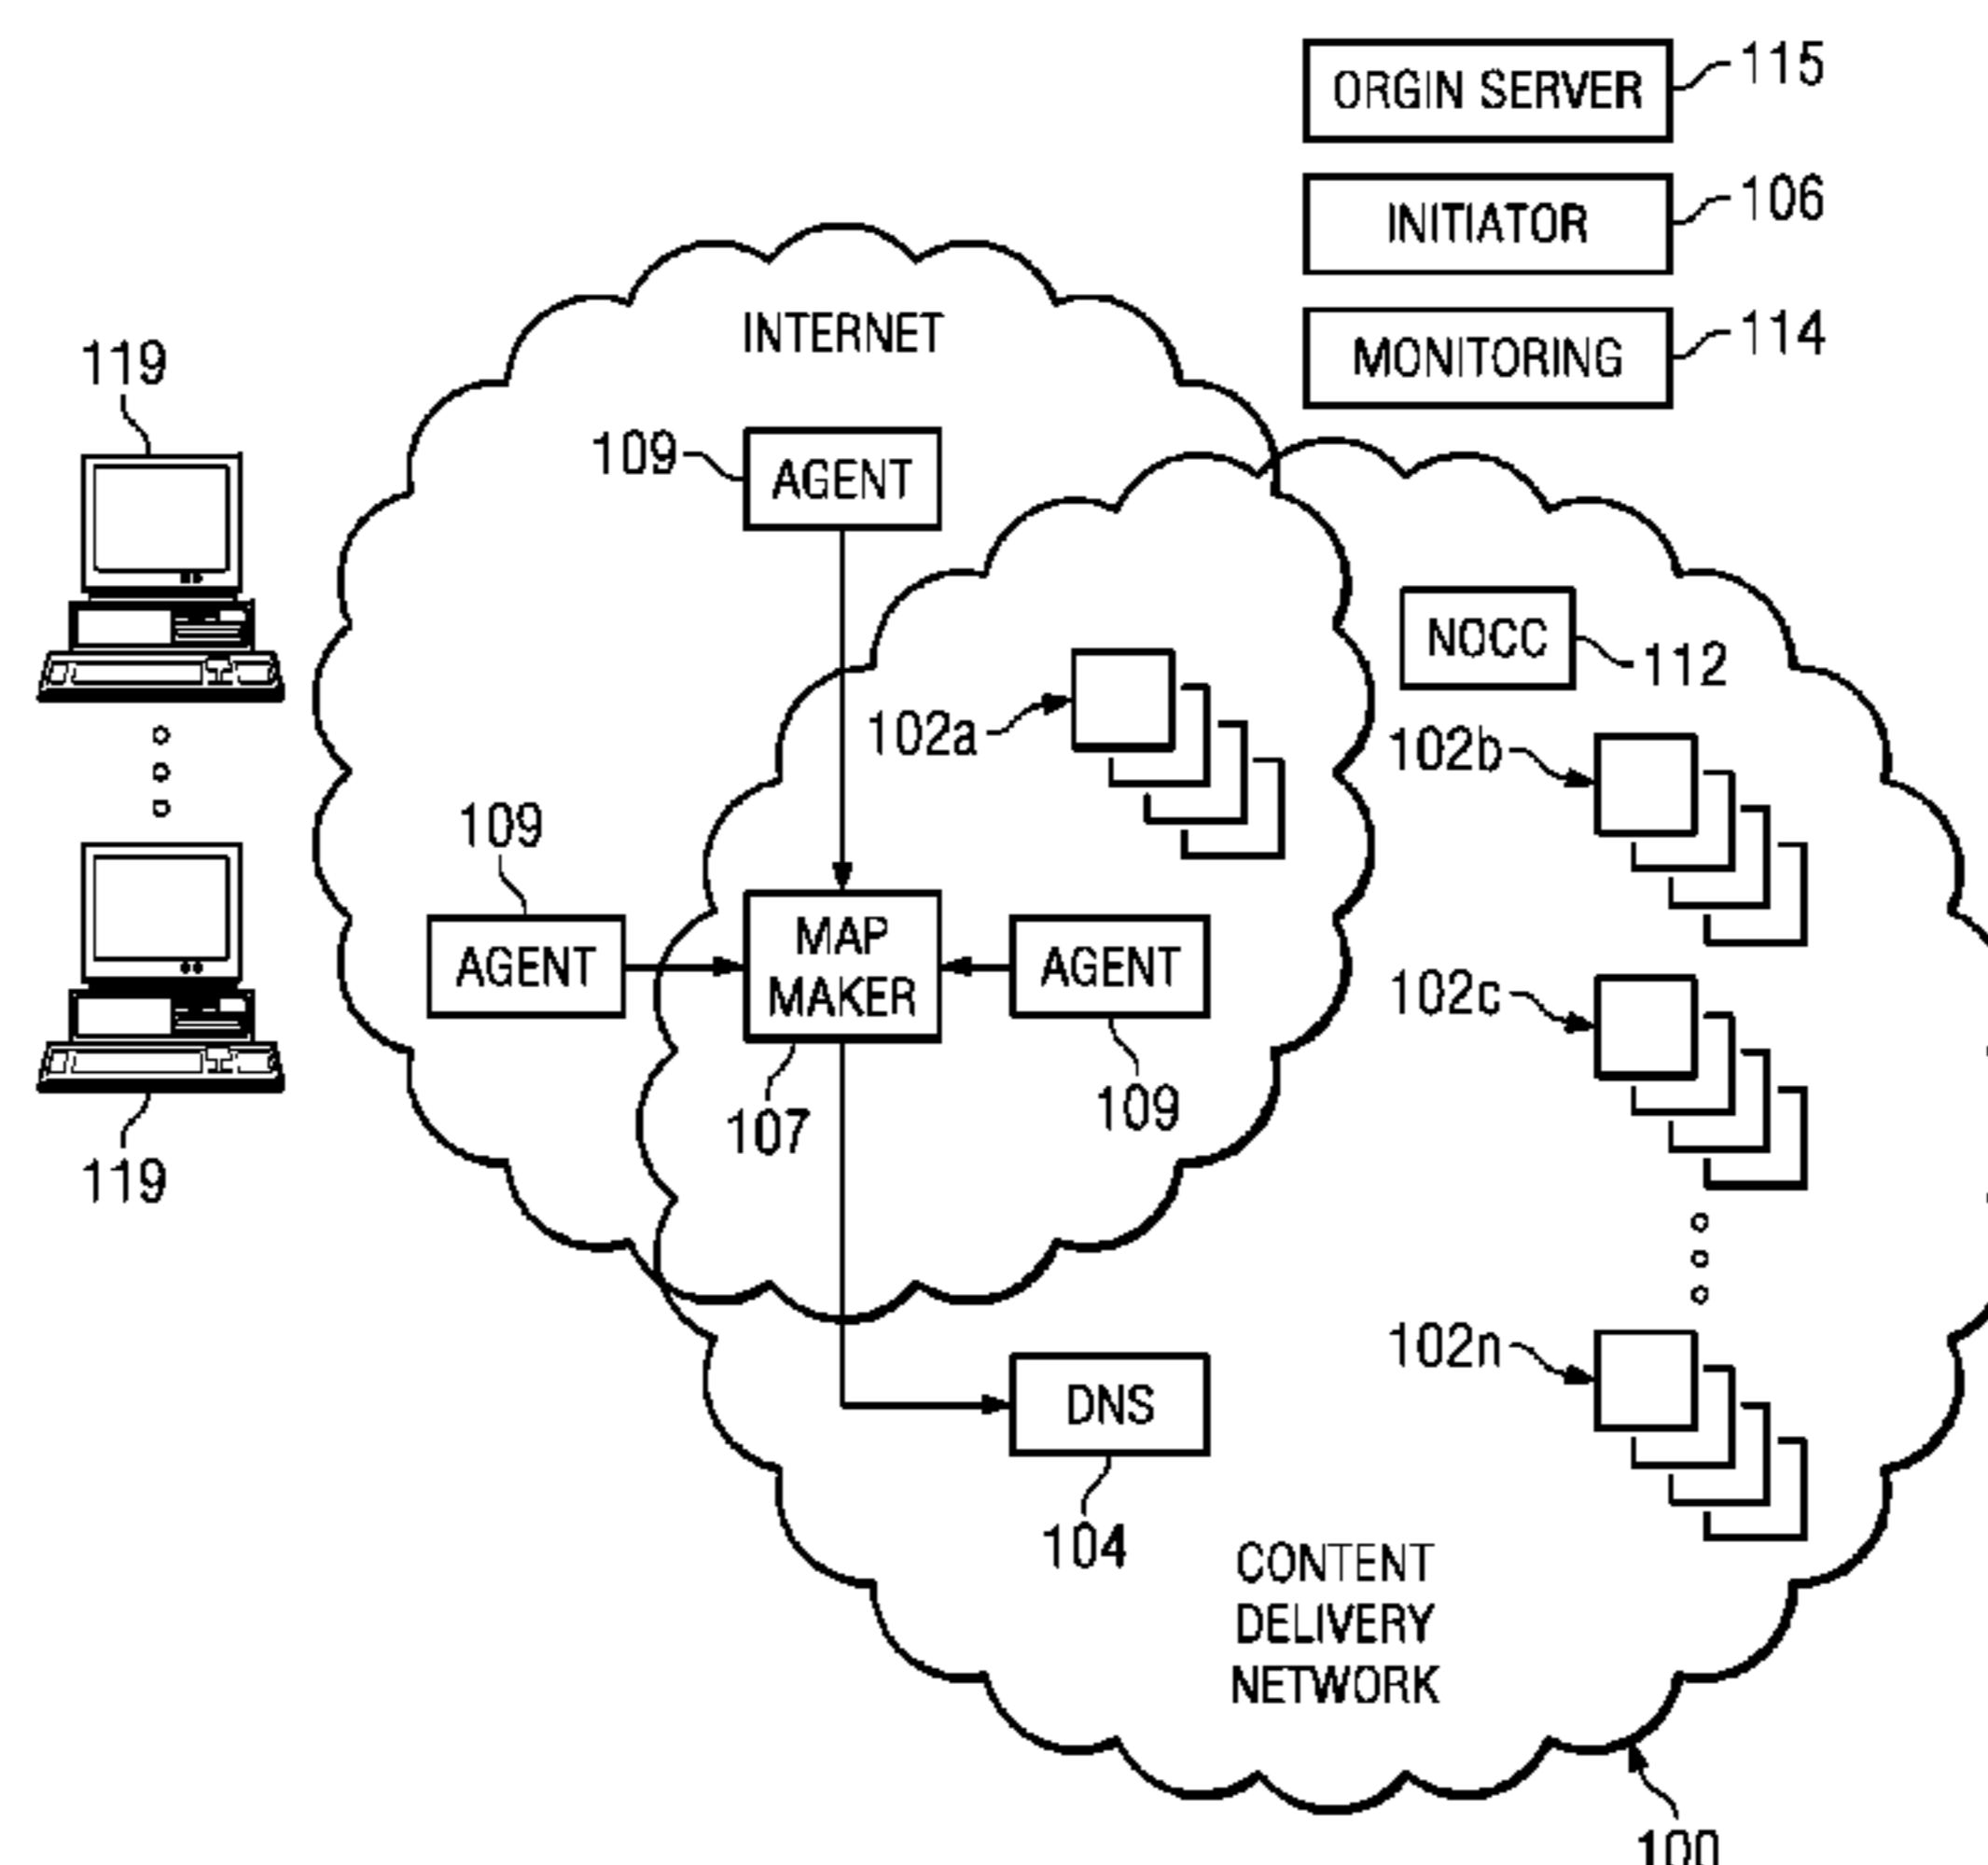 ORGIN SERVER
115
INITIATOR
106
MONITORING
114
INTERNET
119
109
AGENT
NOCC
112
102a
102b
109
AGENT
MAP
MAKER
AGENT
102c
107
109
119
102n
DNS
104
CONTENT
DELIVERY
NETWORK
100